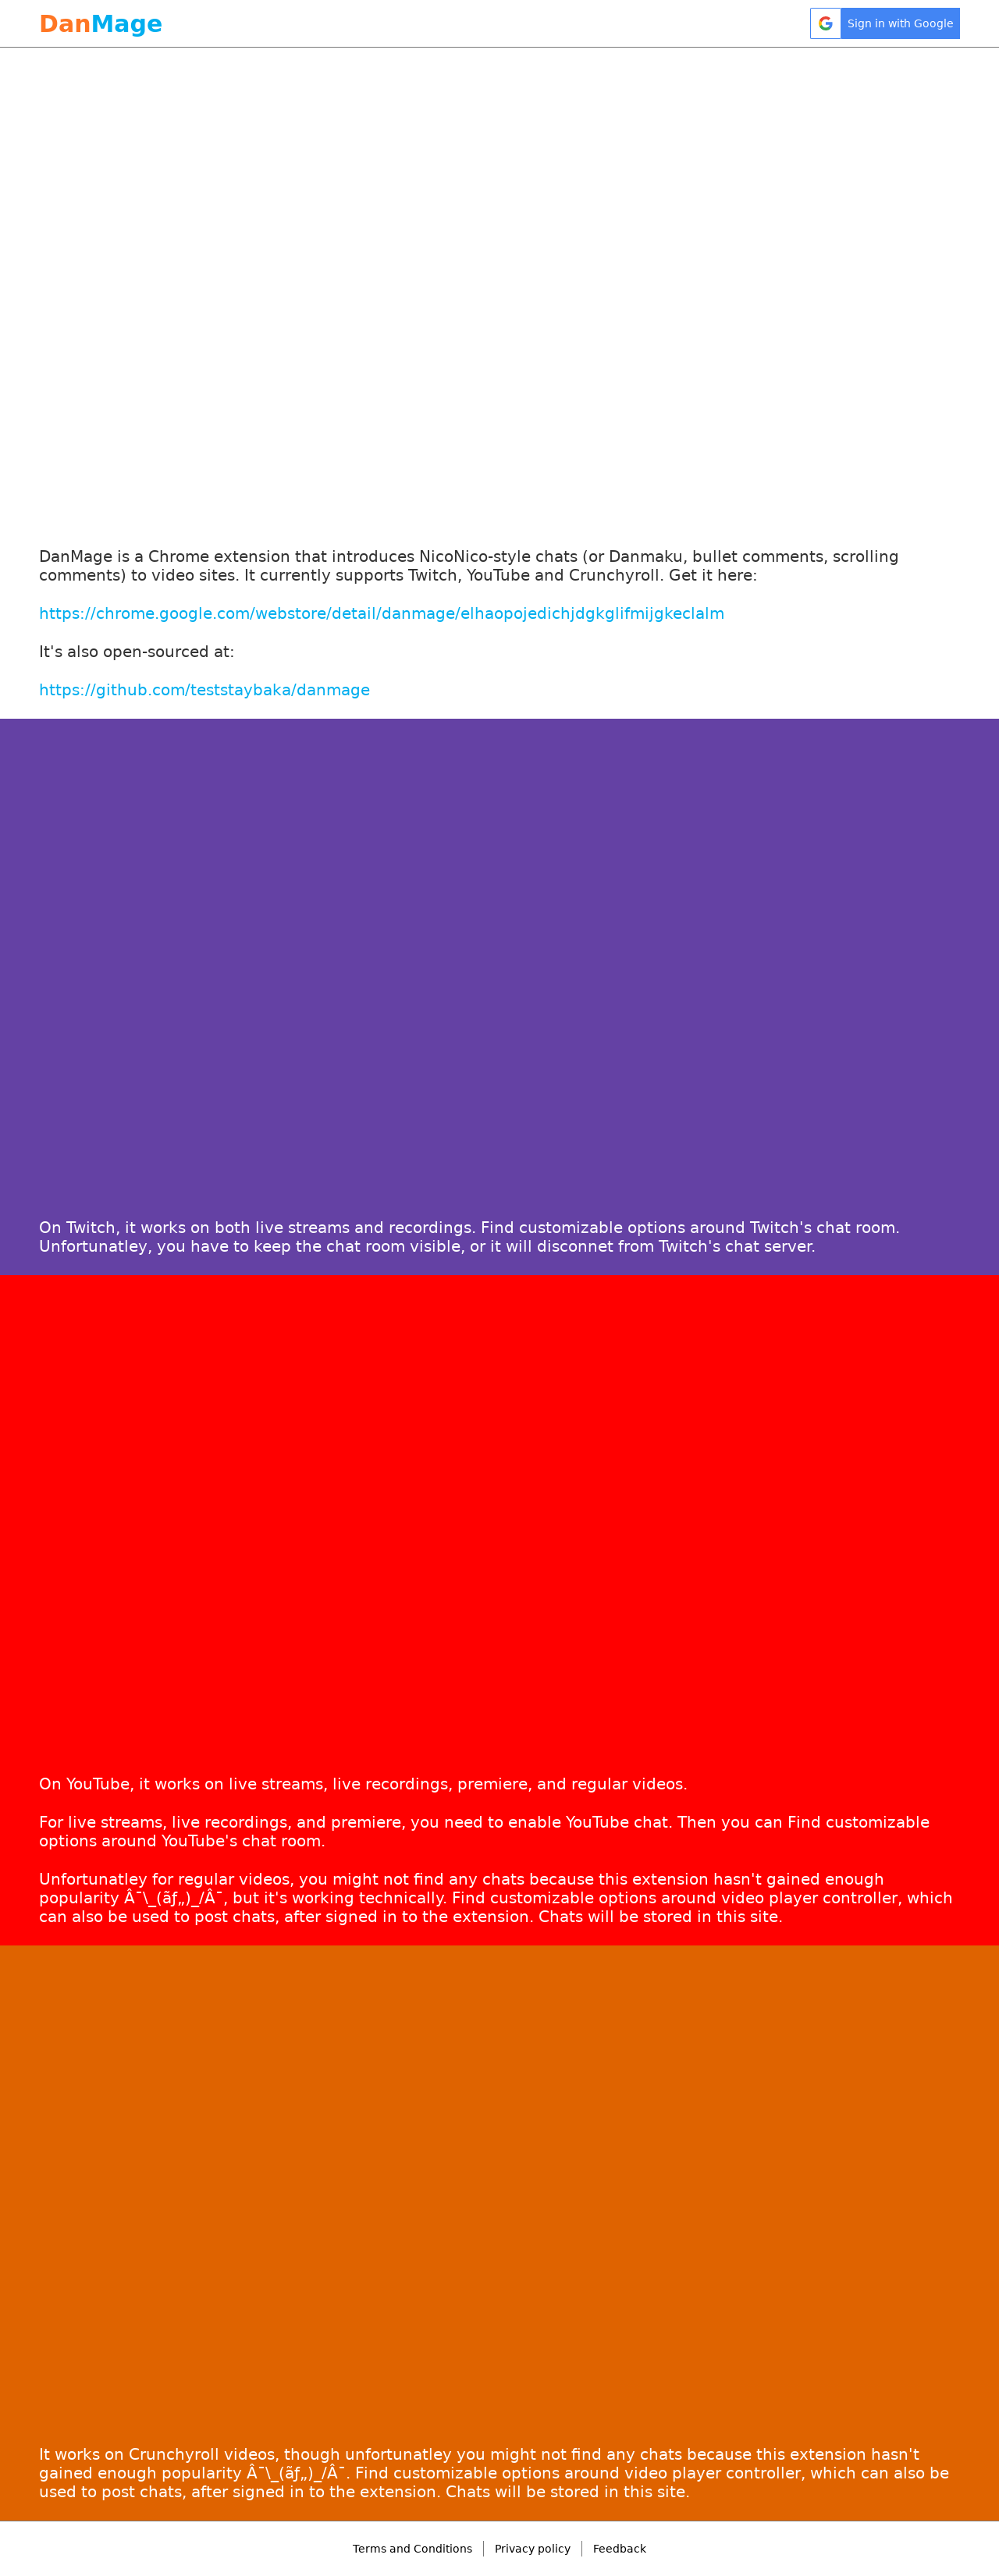 DanMage
Sign in with Google
DanMage is a Chrome extension that introduces NicoNico-style chats (or Danmaku, bullet comments, scrolling
comments) to video sites. It currently supports Twitch, YouTube and Crunchyroll. Get it here:
https://chrome.google.com/webstore/detail/danmage/elhaopojedichjdgkglifmijgkeclalm
It's also open-sourced at:
https://github.com/teststaybaka/danmage
On Twitch, it works on both live streams and recordings. Find customizable options around Twitch's chat room.
Unfortunatley, you have to keep the chat room visible, or it will disconnet from Twitch's chat server.
On YouTube, it works on live streams, live recordings, premiere, and regular videos.
For live streams, live recordings, and premiere, you need to enable YouTube chat. Then you can Find customizable
options around YouTube's chat room.
Unfortunatley for regular videos, you might not find any chats because this extension hasn't gained enough
popularity Â¯\_(ãƒ„)_/Â¯, but it's working technically. Find customizable options around video player controller, which
can also be used to post chats, after signed in to the extension. Chats will be stored in this site.
It works on Crunchyroll videos, though unfortunatley you might not find any chats because this extension hasn't
gained enough popularity Â¯\_(ãƒ„)_/Â¯. Find customizable options around video player controller, which can also be
used to post chats, after signed in to the extension. Chats will be stored in this site.
Terms and Conditions
Privacy policy
Feedback